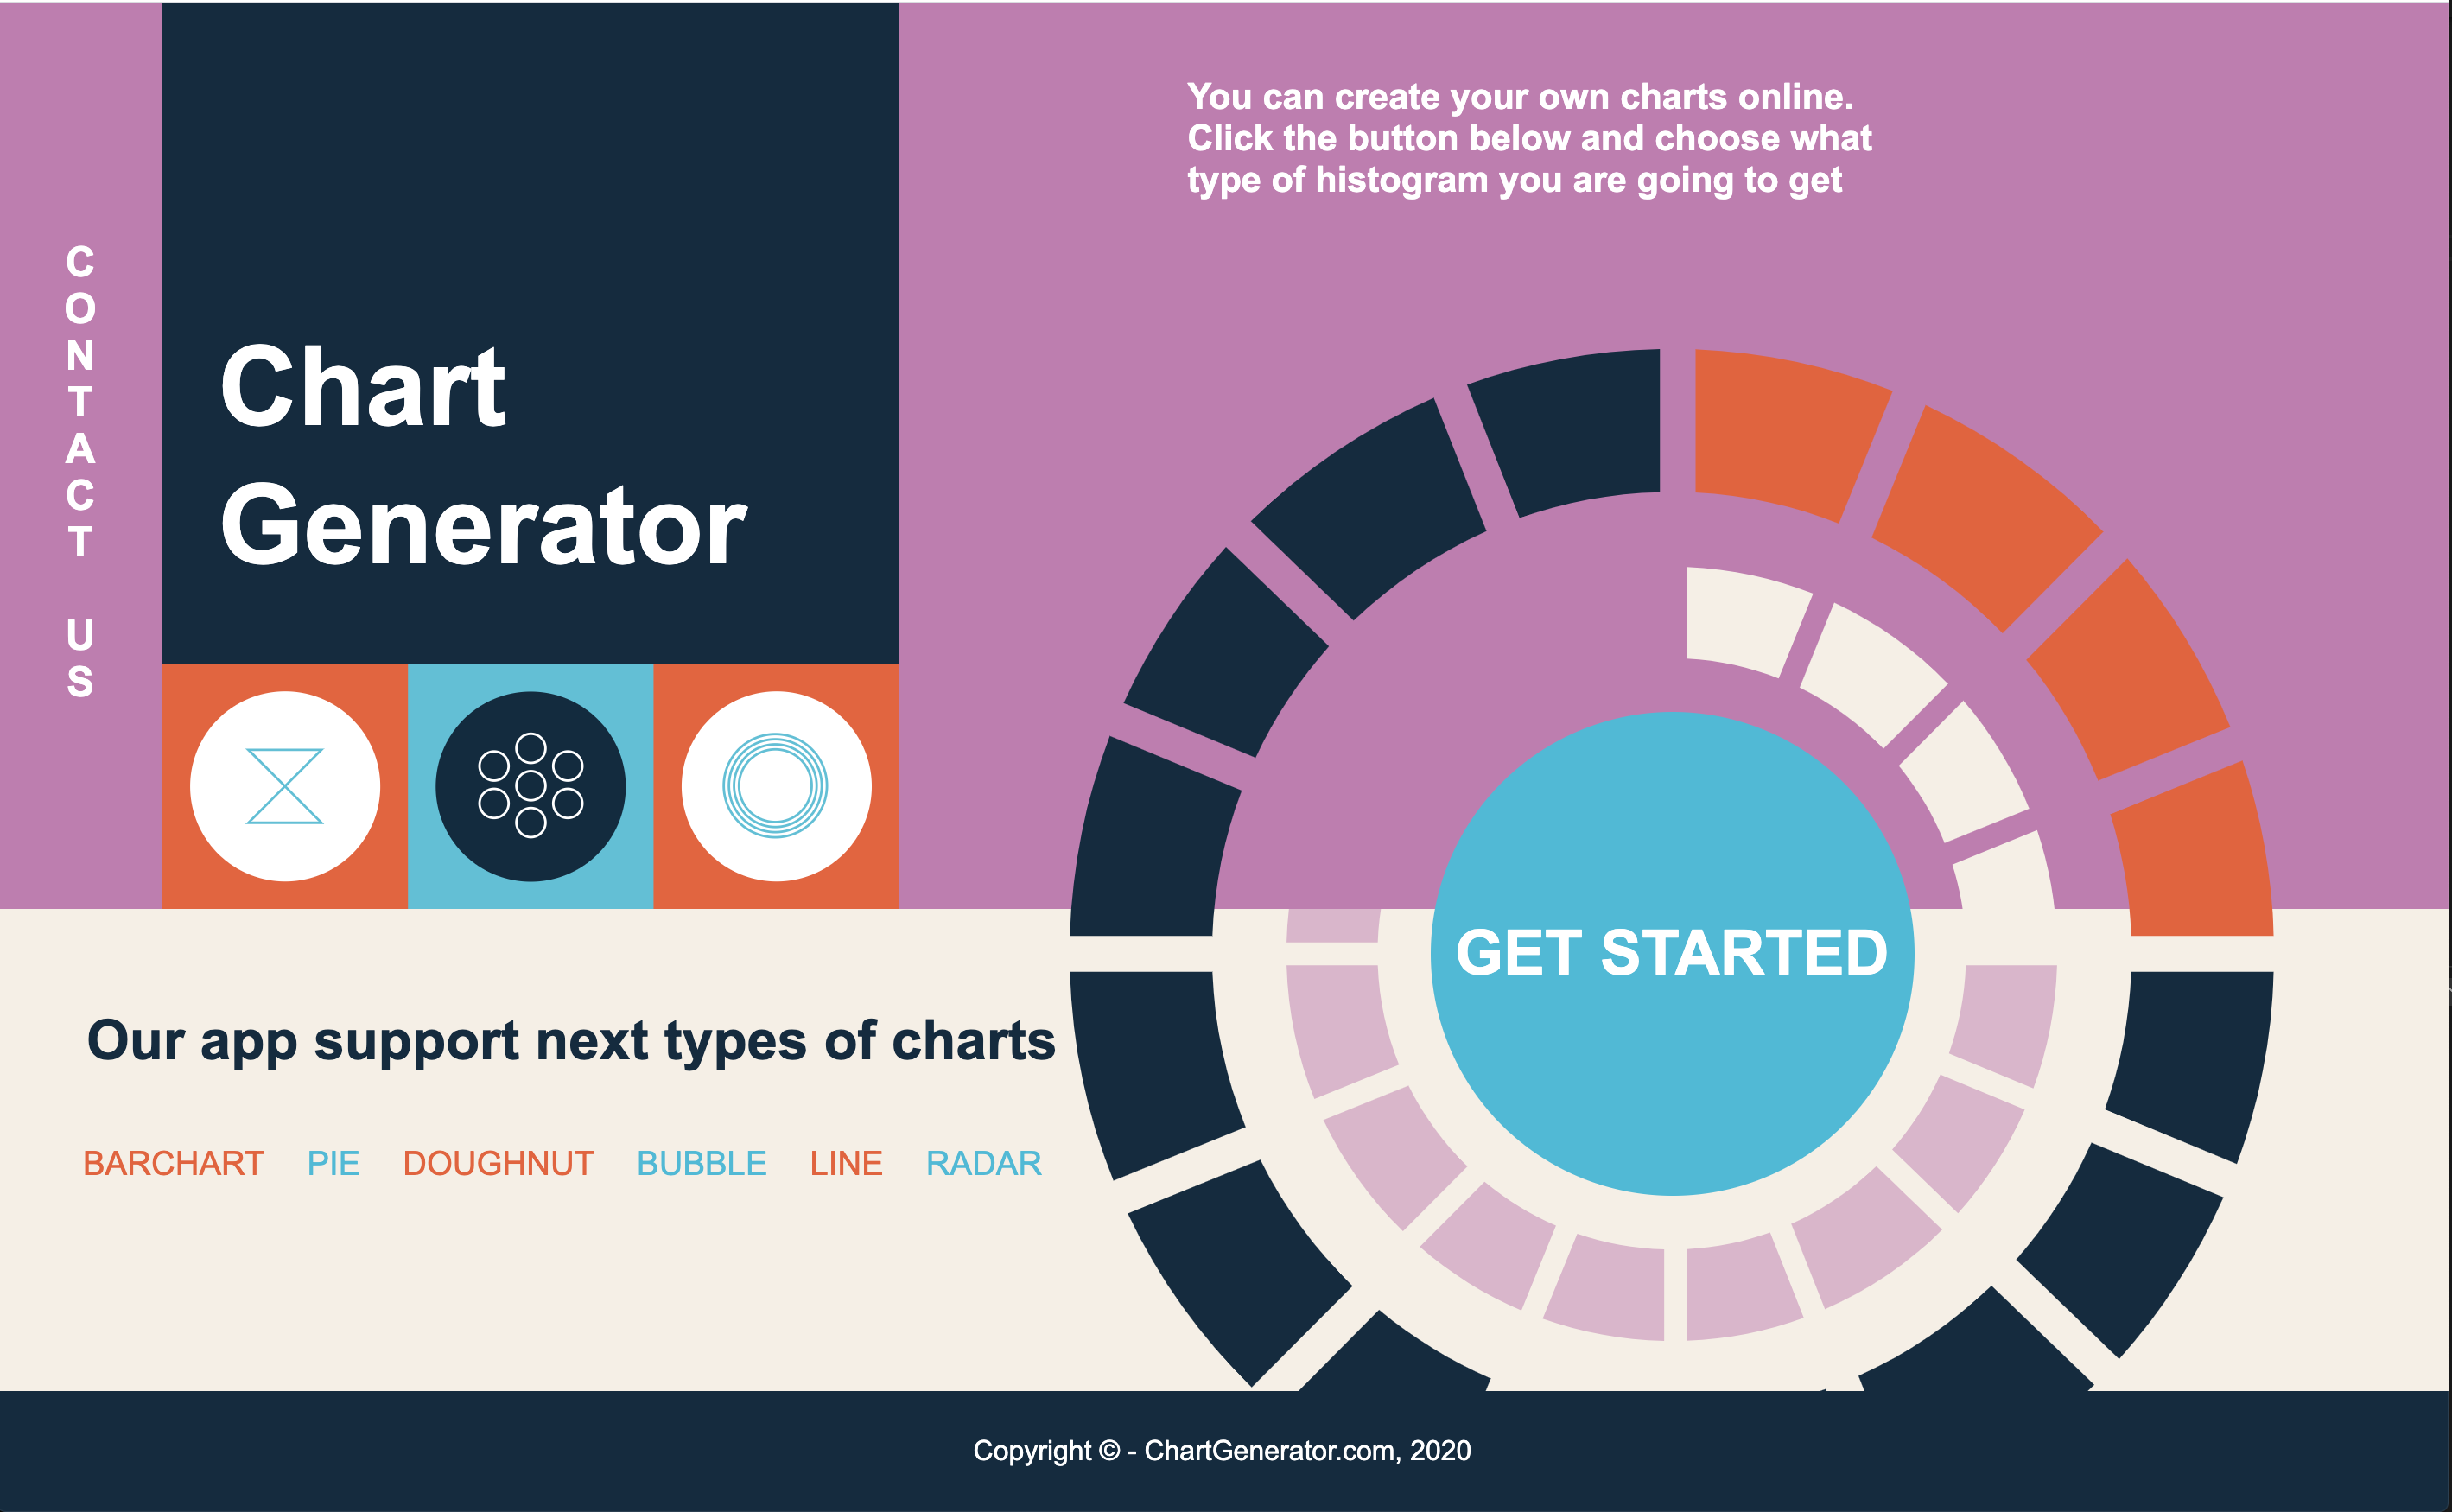 CONTACT US
Chart
Generator
You can create your own charts online.
Click the button below and choose what
type of histogram you are going to get
GET STARTED
Our app support next types of charts
BARCHART PIE DOUGHNUT BUBBLE LINE RADAR
Copyright © - ChartGenerator.com, 2020